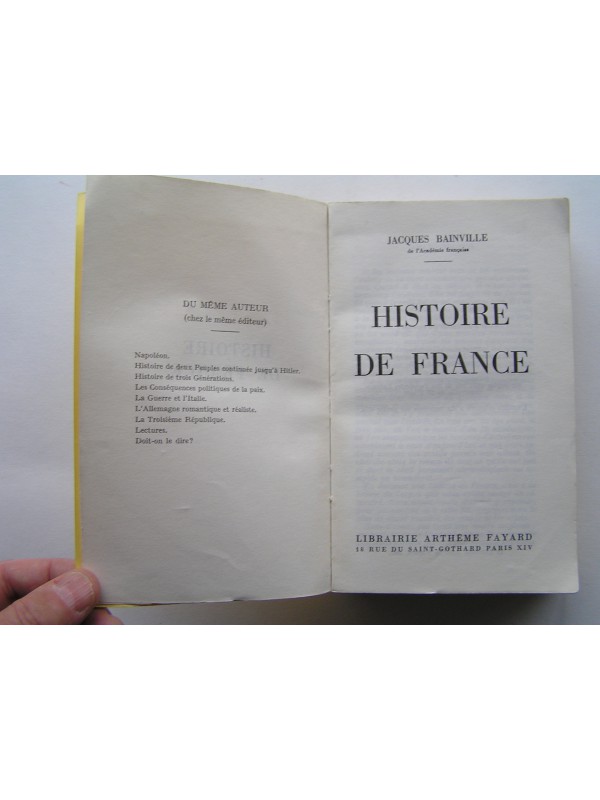 DU MÊME AUTEUR
(chez le même éditeur)
Napoléon.
Histoire de deux Peuples continuée jusqu'à Hitler.
Histoire de trois Générations.
Les Conséquences politiques de la paix.
La Guerre et l'Italie.
L'Allemagne romantique et réaliste.
La Troisième République.
Lectures.
Doit-on le dire?
JACQUES BAINVILLE
de l'Académie française
HISTOIRE
DE FRANCE
LIBRAIRIE ARTHÈME FAYARD
18 RUE DU SAINT-GOTHARD PARIS XIV